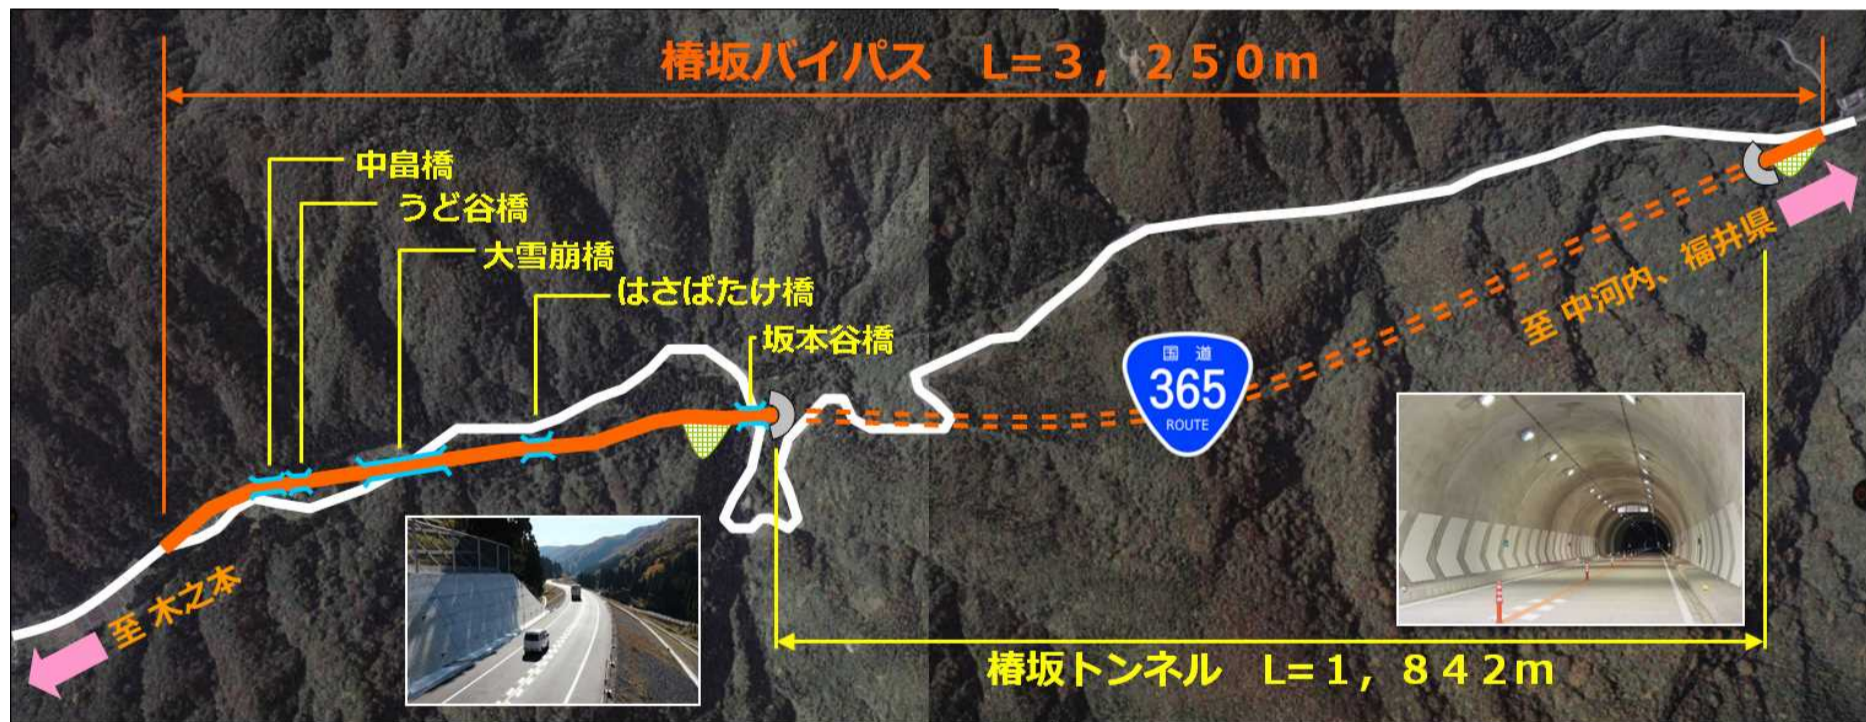 椿坂バイパス　L=3，250m
中畠橋
うど谷橋
大雪崩橋
はさばたけ橋
坂本谷橋
至 中河内、福井県
国 道
365
ROUTE
至 木之本
椿坂トンネル　L=1，842m